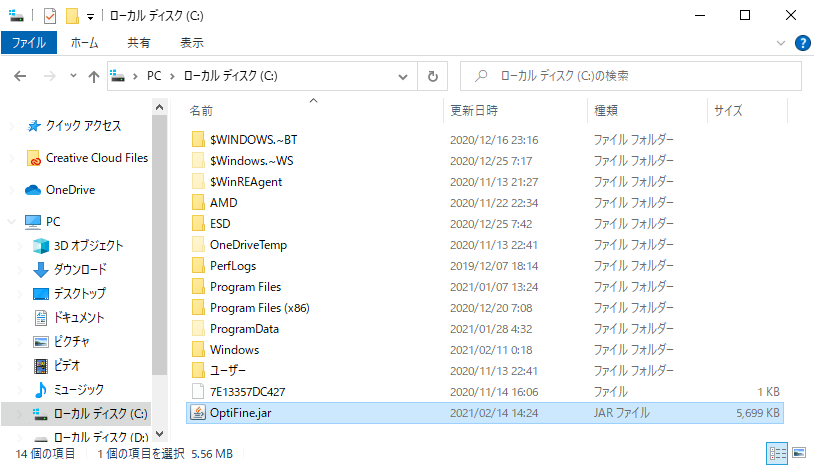 ローカル ディスク (C:)
ファイル ホーム 共有 表示
PC ローカル ディスク (C:) ローカル ディスク (C:)の検索
名前 更新日時 種類 サイズ
クイック アクセス
Creative Cloud Files
OneDrive
PC
3D オブジェクト
ダウンロード
デスクトップ
ドキュメント
ピクチャ
ビデオ
ミュージック
ローカル ディスク (C:)
ローカル ディスク (D:)
$WINDOWS.~BT 2020/12/16 23:16 ファイル フォルダー
$Windows.~WS 2020/12/25 7:17 ファイル フォルダー
$WinREAgent 2020/11/13 21:27 ファイル フォルダー
AMD 2020/11/22 22:34 ファイル フォルダー
ESD 2020/12/25 7:42 ファイル フォルダー
OneDriveTemp 2020/11/13 22:41 ファイル フォルダー
PerfLogs 2019/12/07 18:14 ファイル フォルダー
Program Files 2021/01/07 13:24 ファイル フォルダー
Program Files (x86) 2020/12/20 7:08 ファイル フォルダー
ProgramData 2021/01/28 4:32 ファイル フォルダー
Windows 2021/02/11 0:18 ファイル フォルダー
ユーザー 2020/11/13 22:41 ファイル フォルダー
7E13357DC427 2020/11/14 16:06 ファイル 1 KB
OptiFine.jar 2021/02/14 14:24 JAR ファイル 5,699 KB
14 個の項目 1 個の項目を選択 5.56 MB